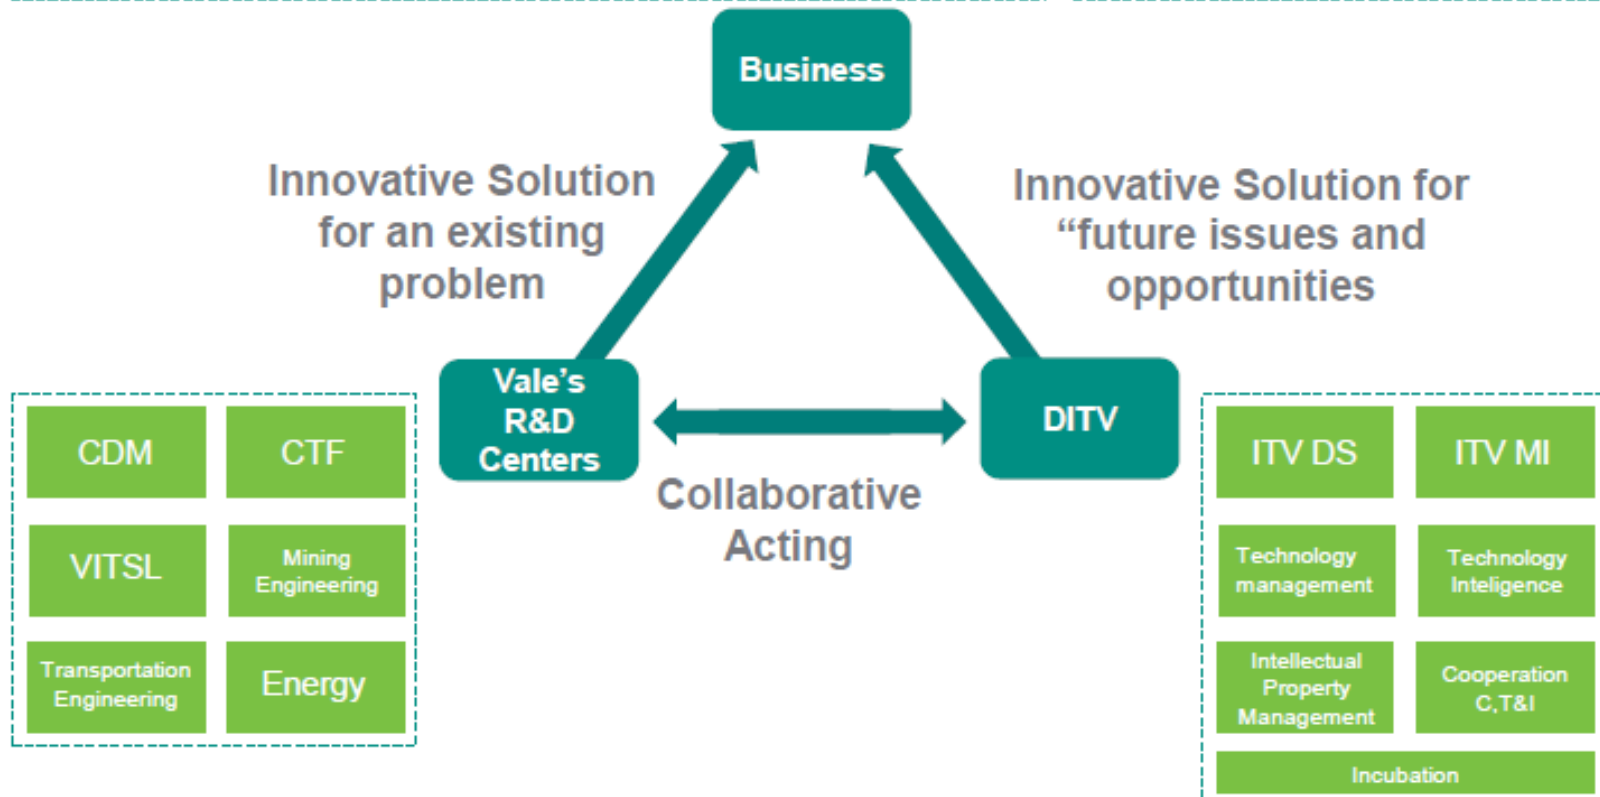 Business
Innovative Solution
for an existing
problem
Innovative Solution for
“future issues and
opportunities
Vale’s
R&D
Centers
DITV
Collaborative
Acting
CDM
CTF
VITSL
Mining
Engineering
Transportation
Engineering
Energy
ITV DS
ITV MI
Technology
management
Technology
Inteligence
Intellectual
Property
Management
Cooperation
C,T&I
Incubation